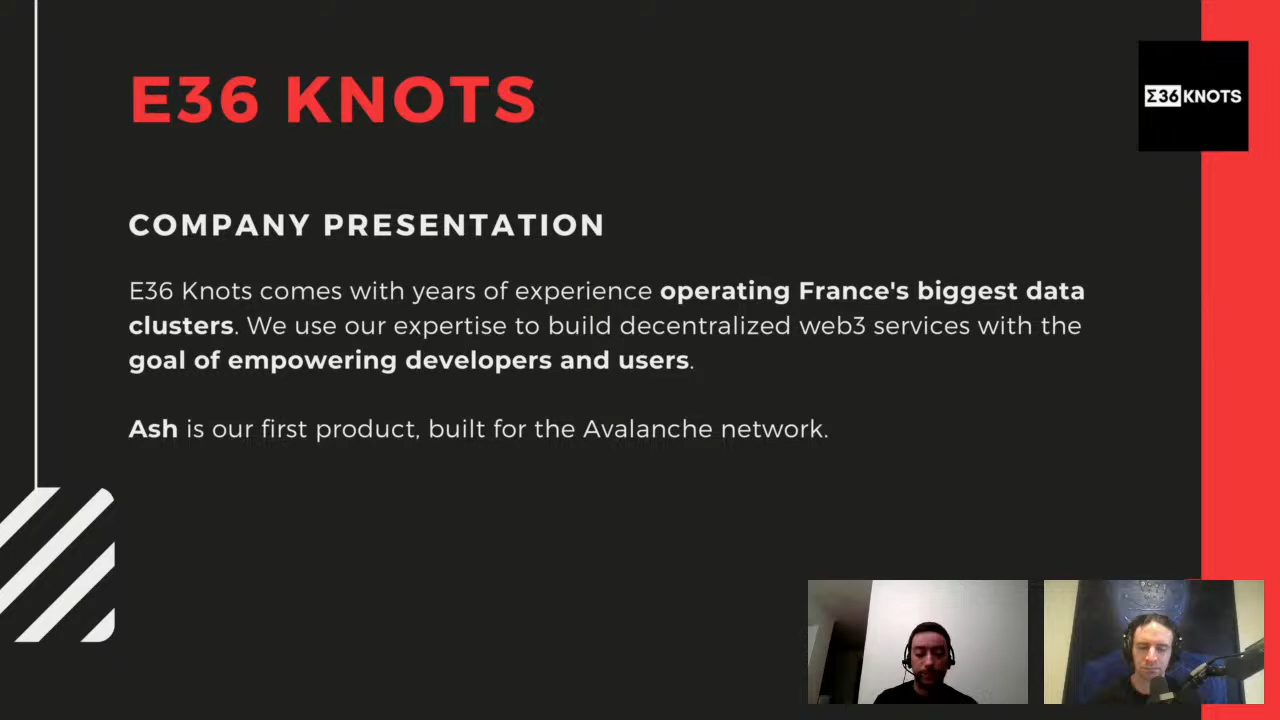 E36 KNOTS
Σ36 KNOTS
COMPANY PRESENTATION
E36 Knots comes with years of experience operating France's biggest data
clusters. We use our expertise to build decentralized web3 services with the
goal of empowering developers and users.
Ash is our first product, built for the Avalanche network.